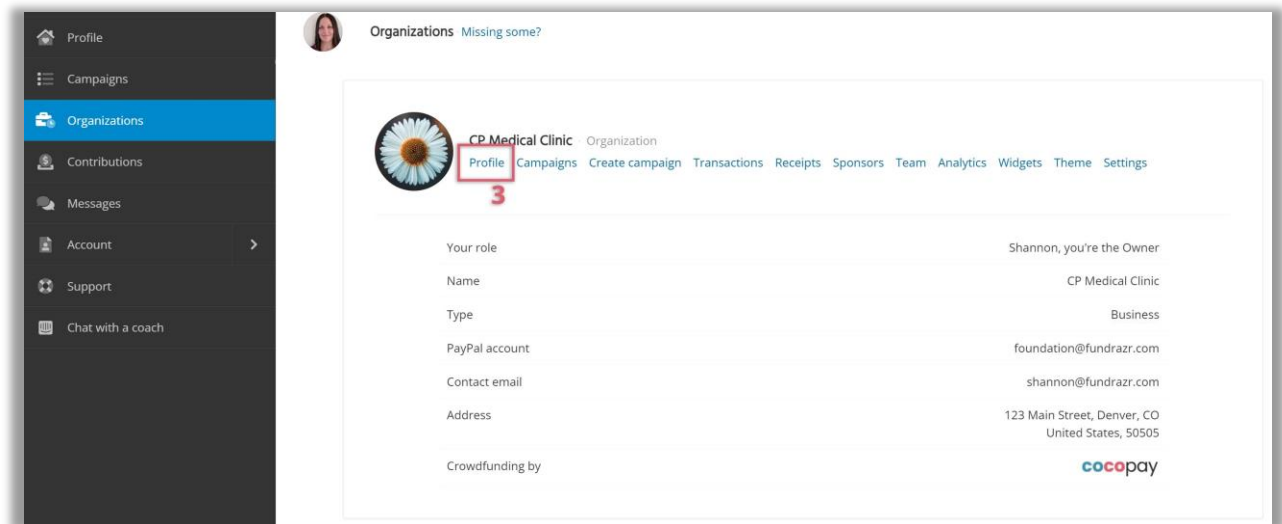 Profile
Campaigns
Organizations
Contributions
Messages
Account
Support
Chat with a coach
Organizations Missing some?
CP Medical Clinic · Organization
Profile Campaigns Create campaign Transactions Receipts Sponsors Team Analytics Widgets Theme Settings
3
Your role Shannon, you're the Owner
Name CP Medical Clinic
Type Business
PayPal account foundation@fundrazr.com
Contact email shannon@fundrazr.com
Address 123 Main Street, Denver, CO
United States, 50505
Crowdfunding by cocopay